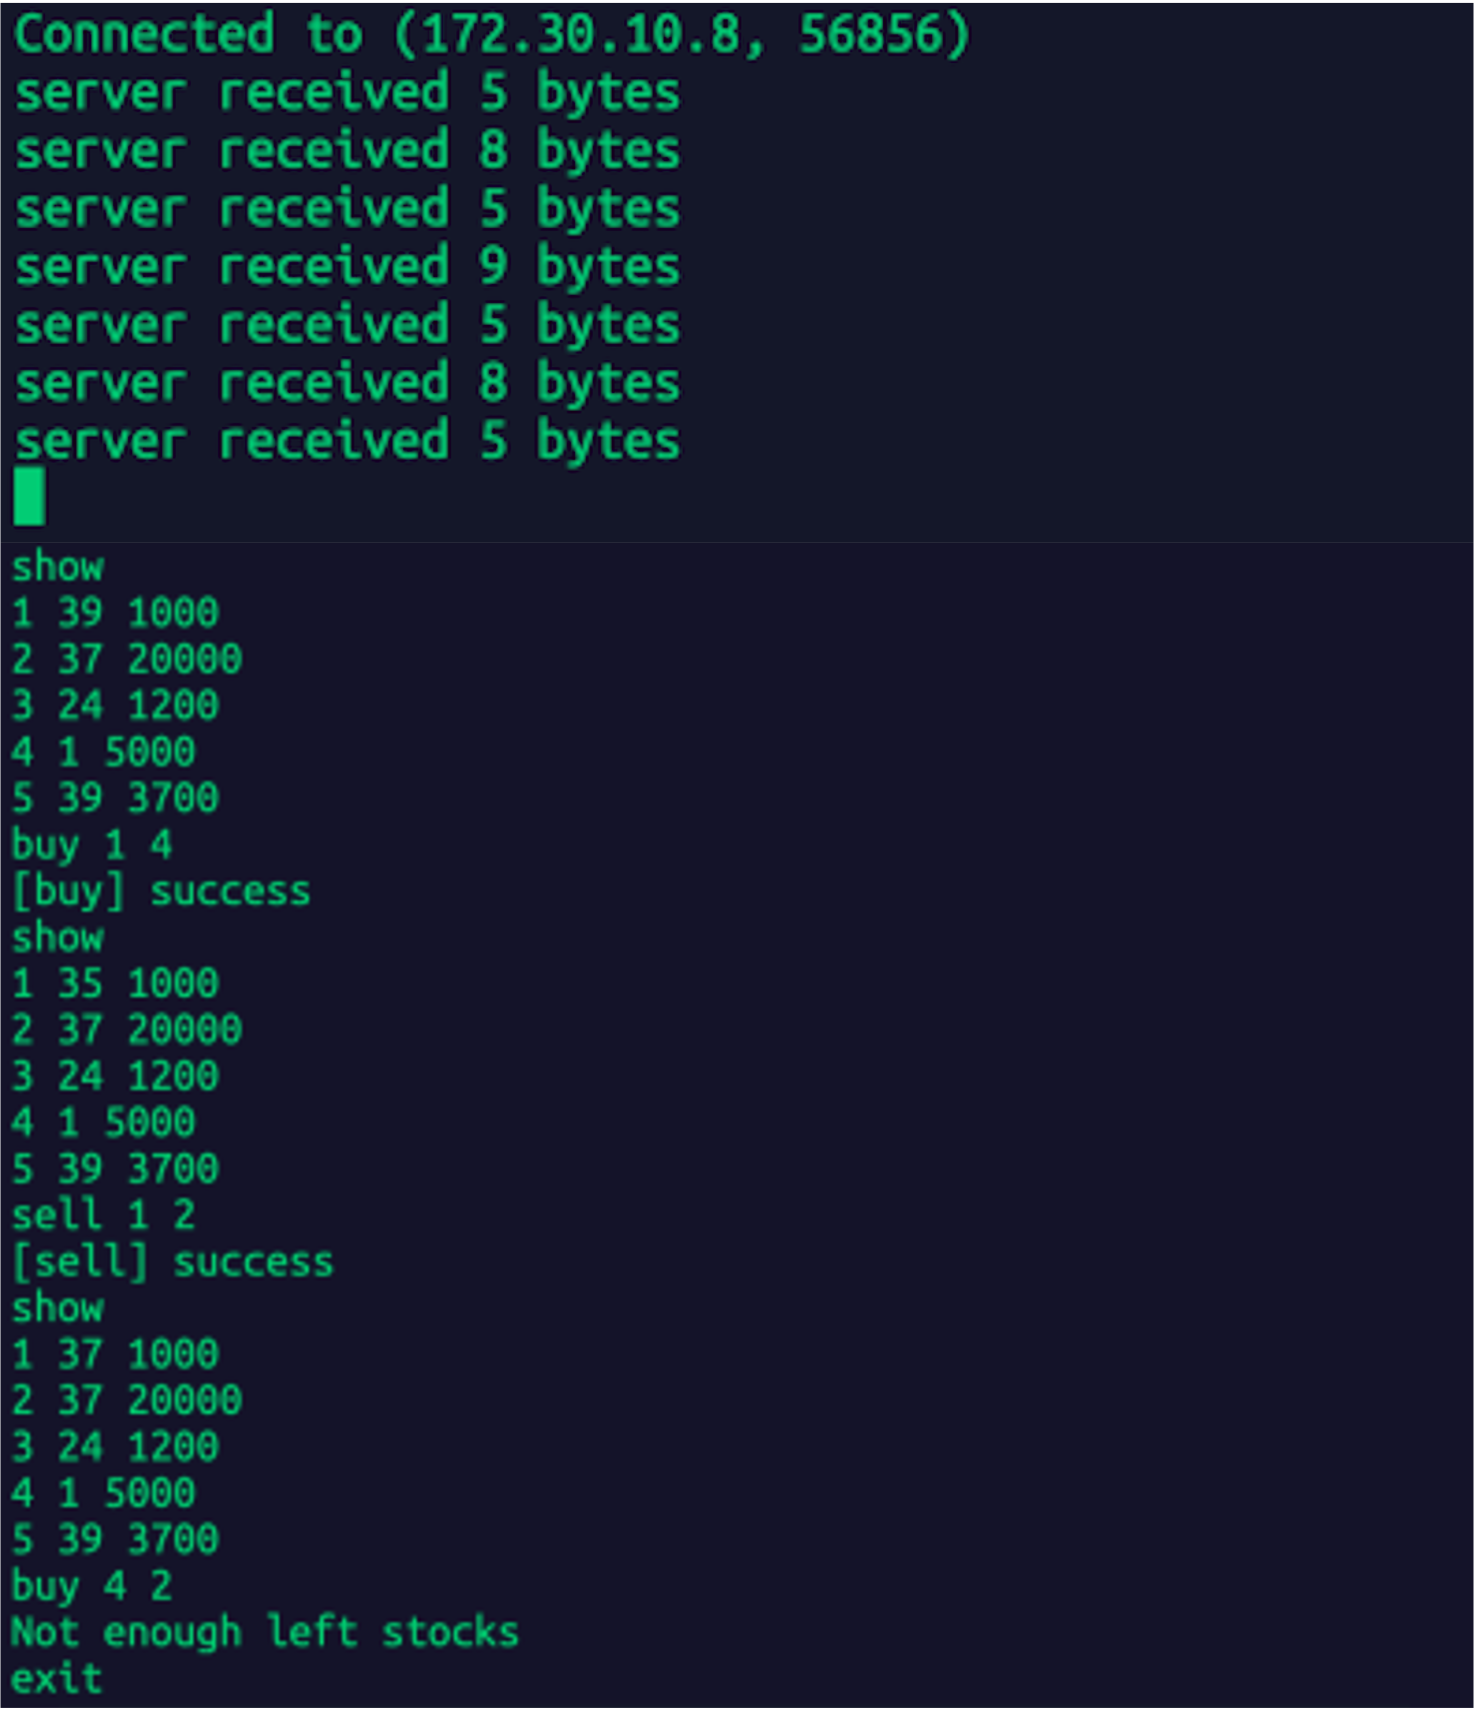 Connected to (172.30.10.8, 56856)
server received 5 bytes
server received 8 bytes
server received 5 bytes
server received 9 bytes
server received 5 bytes
server received 8 bytes
server received 5 bytes
show
1 39 1000
2 37 20000
3 24 1200
4 1 5000
5 39 3700
buy 1 4
[buy] success
show
1 35 1000
2 37 20000
3 24 1200
4 1 5000
5 39 3700
sell 1 2
[sell] success
show
1 37 1000
2 37 20000
3 24 1200
4 1 5000
5 39 3700
buy 4 2
Not enough left stocks
exit